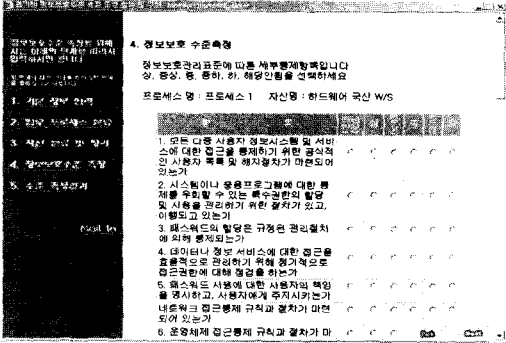 정보보호수준 측정을 위해
4. 정보보호 수준측정
정보보호관리표준에 따른 세부통제항목입니다
상, 중상, 중, 중하, 하, 해당안됨을 선택하세요
프로세스 명 : 프로세스 1 자산명 : 하드웨어 국산 W/S
1. 기본 정보 입력
1. 모든 다중 사용자 정보시스템 및 서비
스에 대한 접근을 통제하기 위한 공식적
인 사용자 등록 및 해지절차가 마련되어
있는가
2. 시스템이나 응용프로그램에 대한 통
제를 우회할 수 있는 특수권한의 할당
및 사용을 관리하기 위한 절차가 있고,
이행되고 있는가
4. 정보보호수준 측정
5. 수준 측정결과
3. 패스워드의 할당은 규정된 관리절차
에 의해 통제되는가
4. 데이터나 정보 서비스에 대한 접근을
효율적으로 관리하기 위해 정기적으로
접근권한에 대해 점검을 하는가
Mail to
5. 패스워드 사용에 대한 사용자의 책임
을 명시하고, 사용자에게 주지시키는가
네트워크 접근통제 규칙과 절차가 마련
되어 있는가
6. 운영체제 접근통제 규칙과 절차가 마